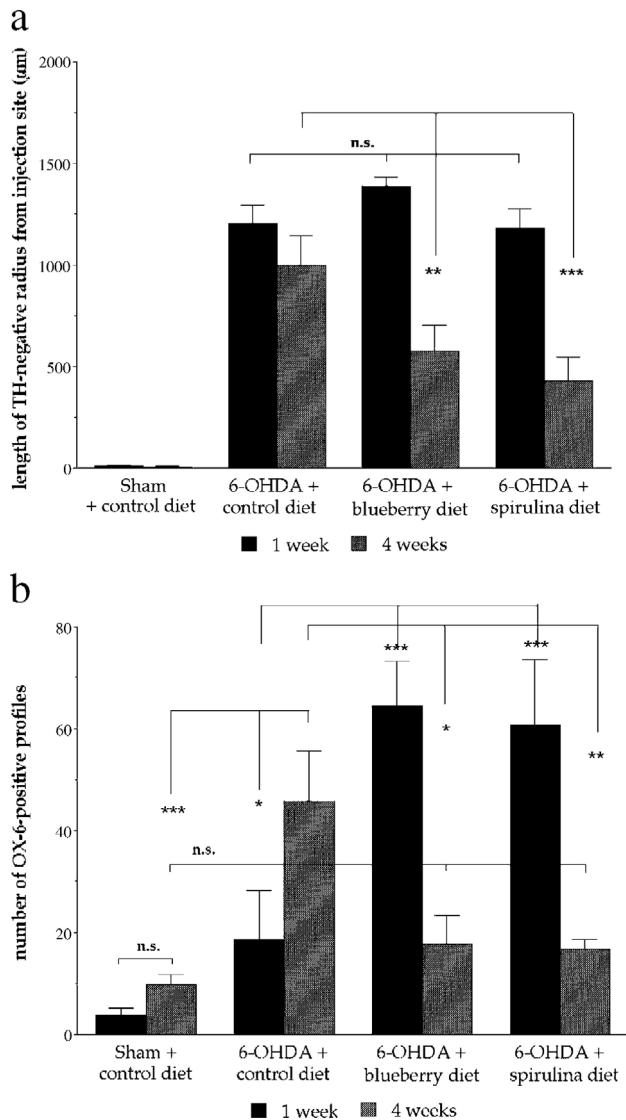 a
length of TH-negative radius from injection site (μm)
2000
1500
1000
500
0
n.s.
**
***
Sham
+ control diet
6-OHDA +
control diet
6-OHDA +
blueberry diet
6-OHDA +
spirulina diet
1 week
4 weeks
b
number of OX-6-positive profiles
80
60
40
20
0
***
***
*
**
***
*
n.s.
n.s.
Sham +
control diet
6-OHDA +
control diet
6-OHDA +
blueberry diet
6-OHDA +
spirulina diet
1 week
4 weeks